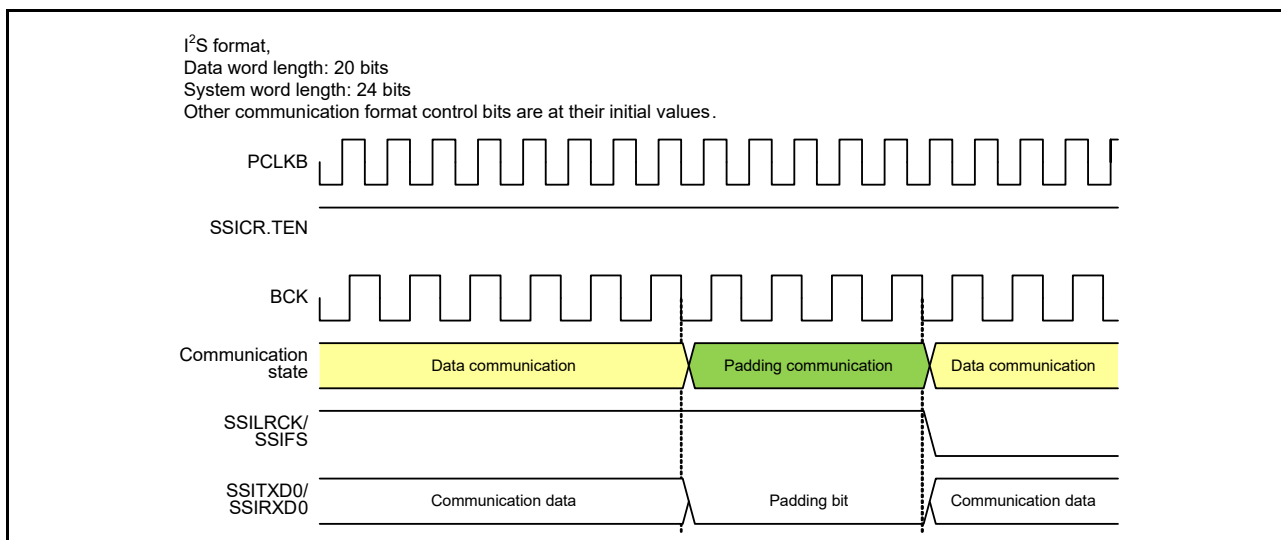 I²S format,
Data word length: 20 bits
System word length: 24 bits
Other communication format control bits are at their initial values.
PCLKB
SSICR.TEN
BCK
Communication
state
Data communication
Padding communication
Data communication
SSILRCK/
SSIFS
SSITXD0/
SSIRXD0
Communication data
Padding bit
Communication data